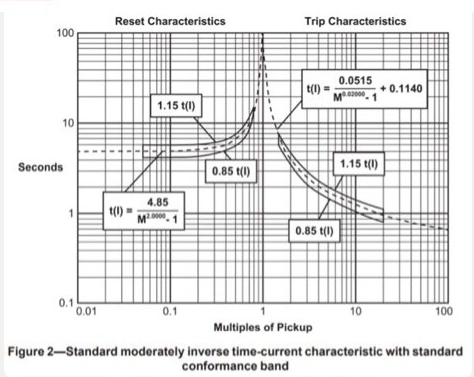 Reset Characteristics Trip Characteristics
100
t(I) = 0.0515 / M^0.02000 - 1 + 0.1140
1.15 t(I)
10
1.15 t(I)
Seconds
0.85 t(I)
t(I) = 4.85 / M^2.0000 - 1
1
0.85 t(I)
0.1
0.01 0.1 1 10 100
Multiples of Pickup
Figure 2—Standard moderately inverse time-current characteristic with standard
conformance band